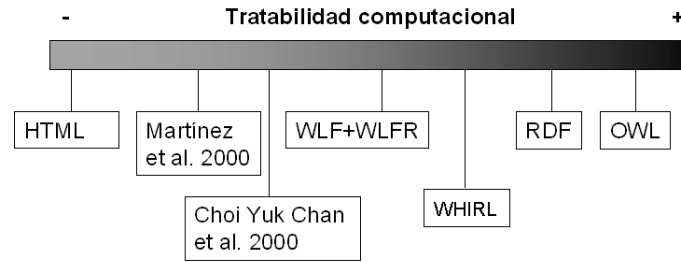 - Tratabilidad computacional +
HTML
Martínez
et al. 2000
WLF+WLFR
RDF
OWL
Choi Yuk Chan
et al. 2000
WHIRL